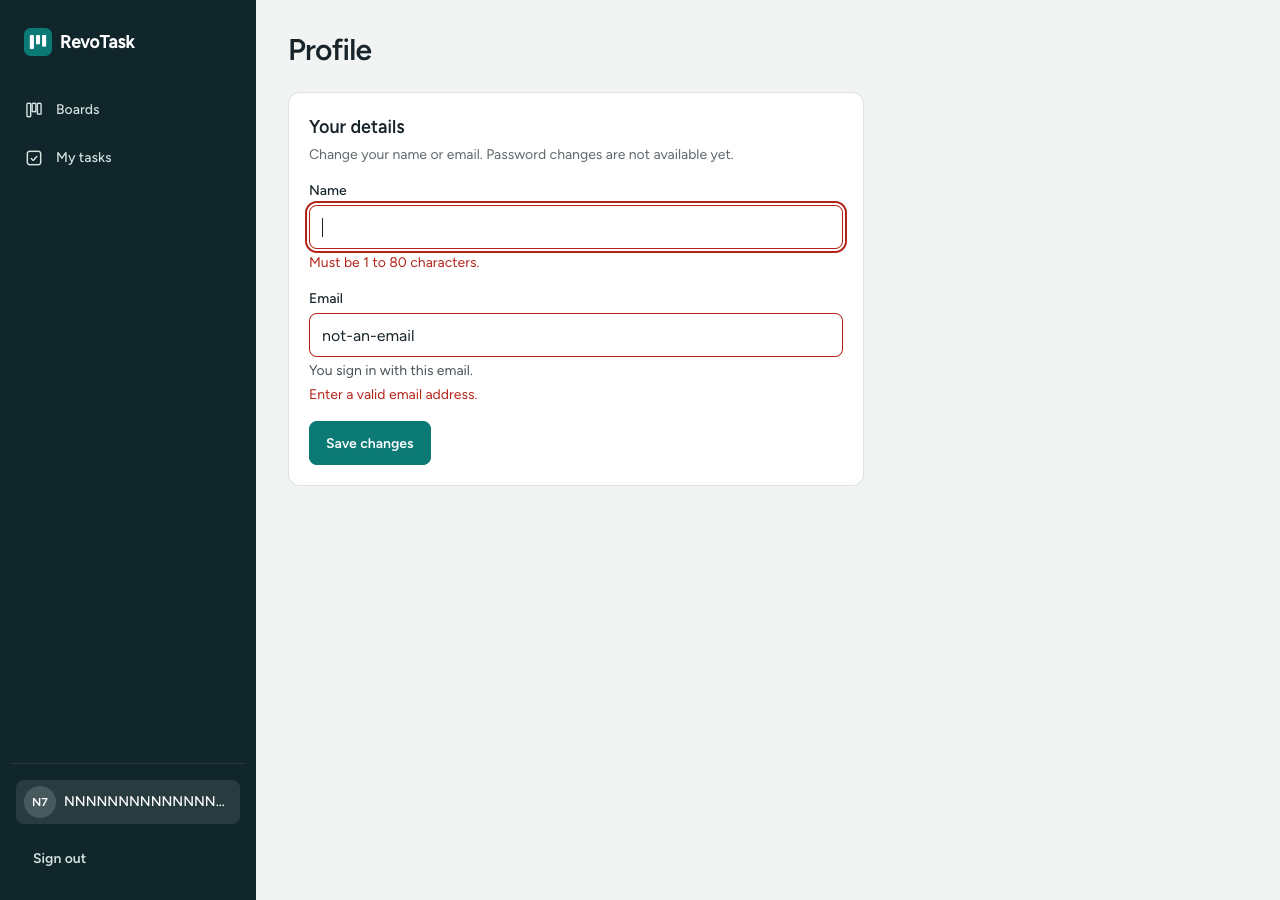 RevoTask
Boards
My tasks
N7
NNNNNNNNNNNNNN...
Sign out
Profile
Your details
Change your name or email. Password changes are not available yet.
Name
Must be 1 to 80 characters.
Email
not-an-email
You sign in with this email.
Enter a valid email address.
Save changes